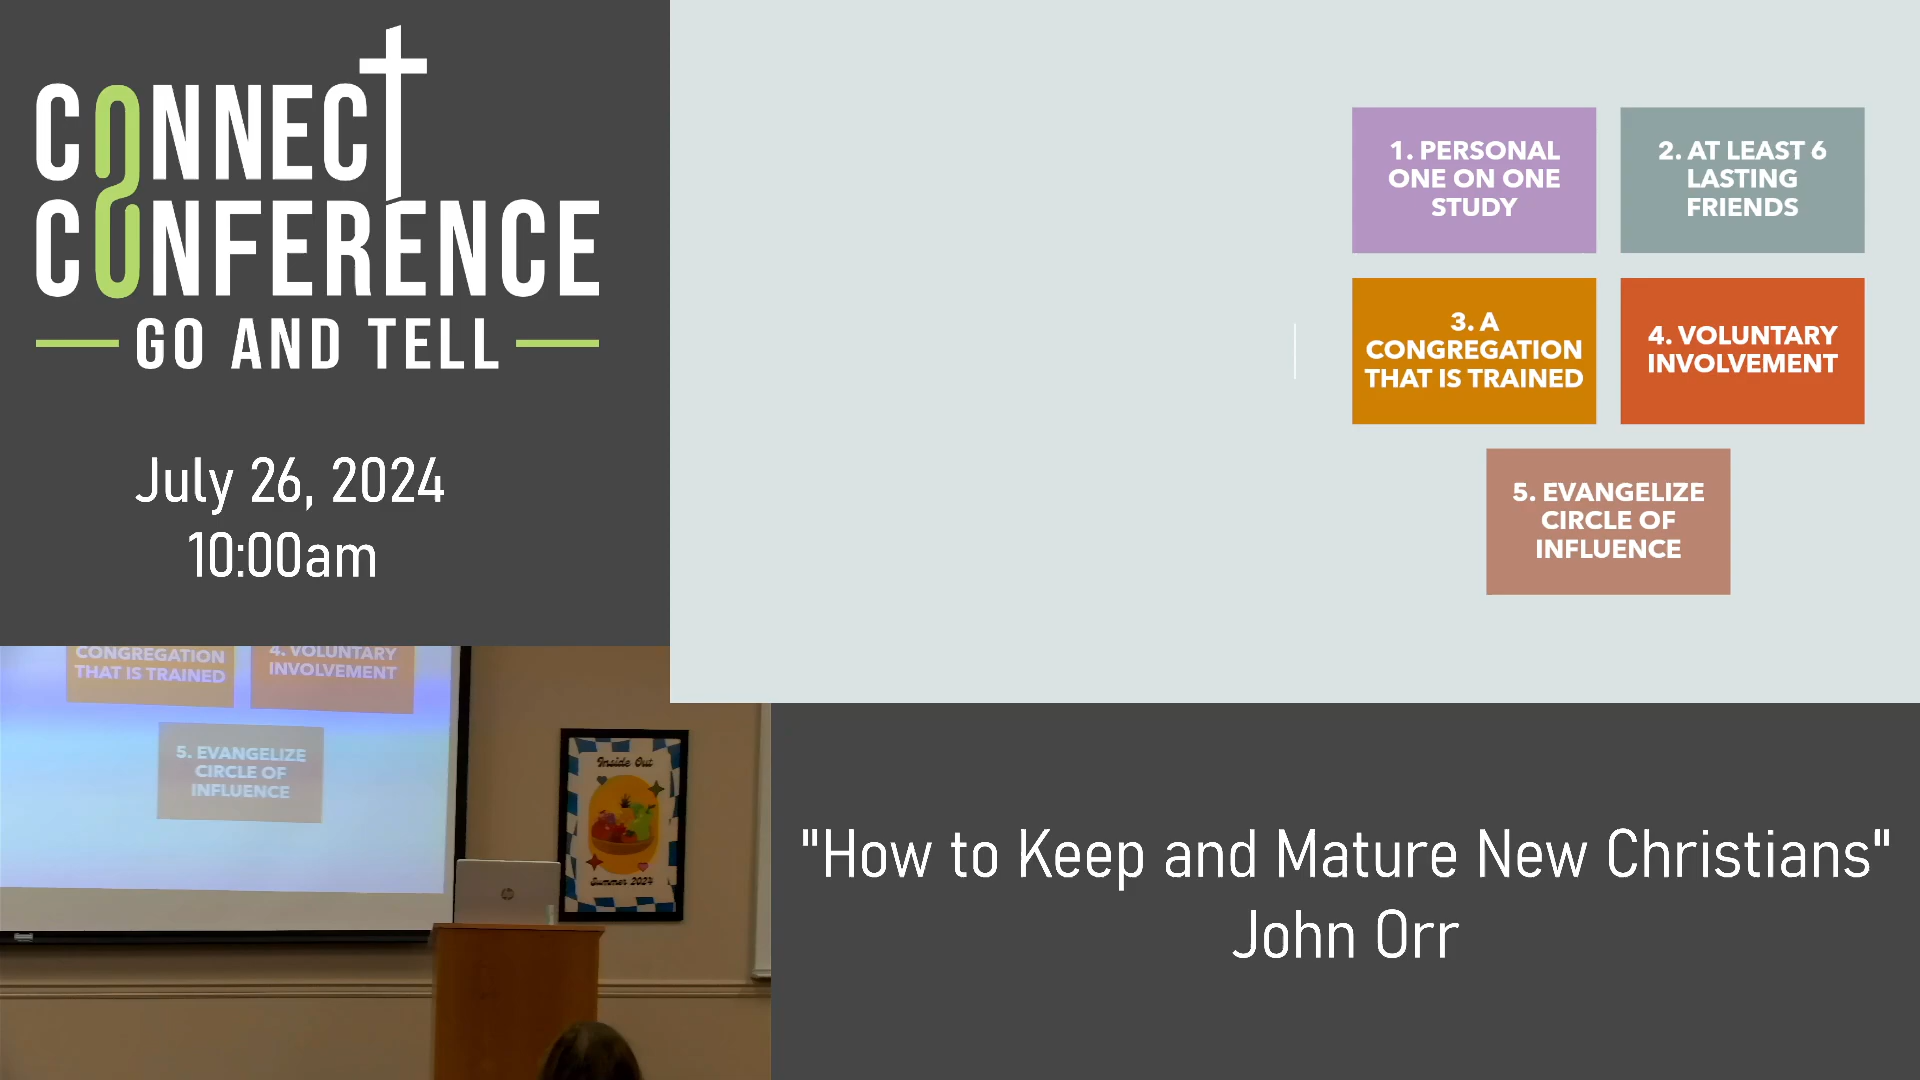 CONNECT
CONFERENCE
GO AND TELL
July 26, 2024
10:00am
1. PERSONAL
ONE ON ONE
STUDY
2. AT LEAST 6
LASTING
FRIENDS
3. A
CONGREGATION
THAT IS TRAINED
4. VOLUNTARY
INVOLVEMENT
5. EVANGELIZE
CIRCLE OF
INFLUENCE
CONGREGATION
THAT IS TRAINED
4. VOLUNTARY
INVOLVEMENT
5. EVANGELIZE
CIRCLE OF
INFLUENCE
Inside Out
Summer 2024
hp
"How to Keep and Mature New Christians"
John Orr